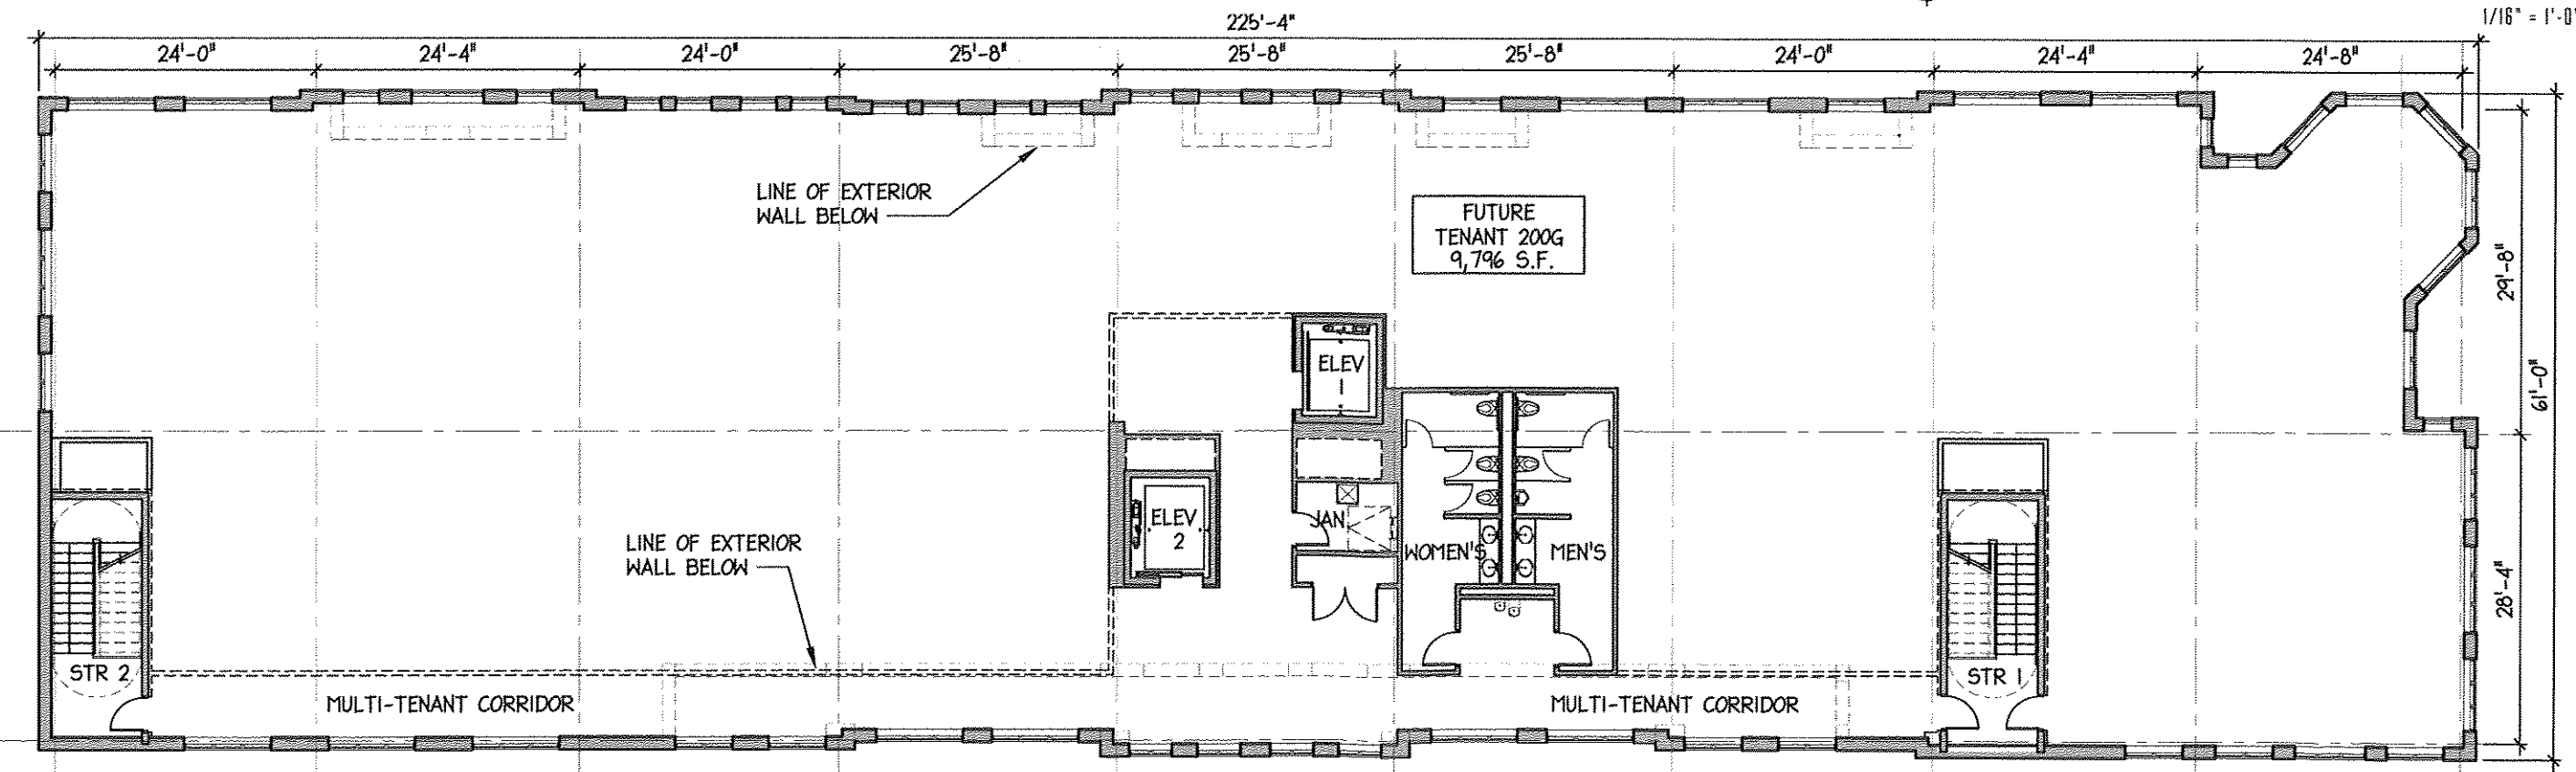 225'-4"
1/16" = 1'-0"
24'-0"
24'-4"
24'-0"
25'-8"
25'-8"
25'-8"
24'-0"
24'-4"
24'-8"
LINE OF EXTERIOR
WALL BELOW
FUTURE
TENANT 200G
9,796 S.F.
29'-8"
61'-0"
ELEV
1
ELEV
2
JAN.
WOMEN'S
MEN'S
LINE OF EXTERIOR
WALL BELOW
28'-4"
STR 2
STR 1
MULTI-TENANT CORRIDOR
MULTI-TENANT CORRIDOR